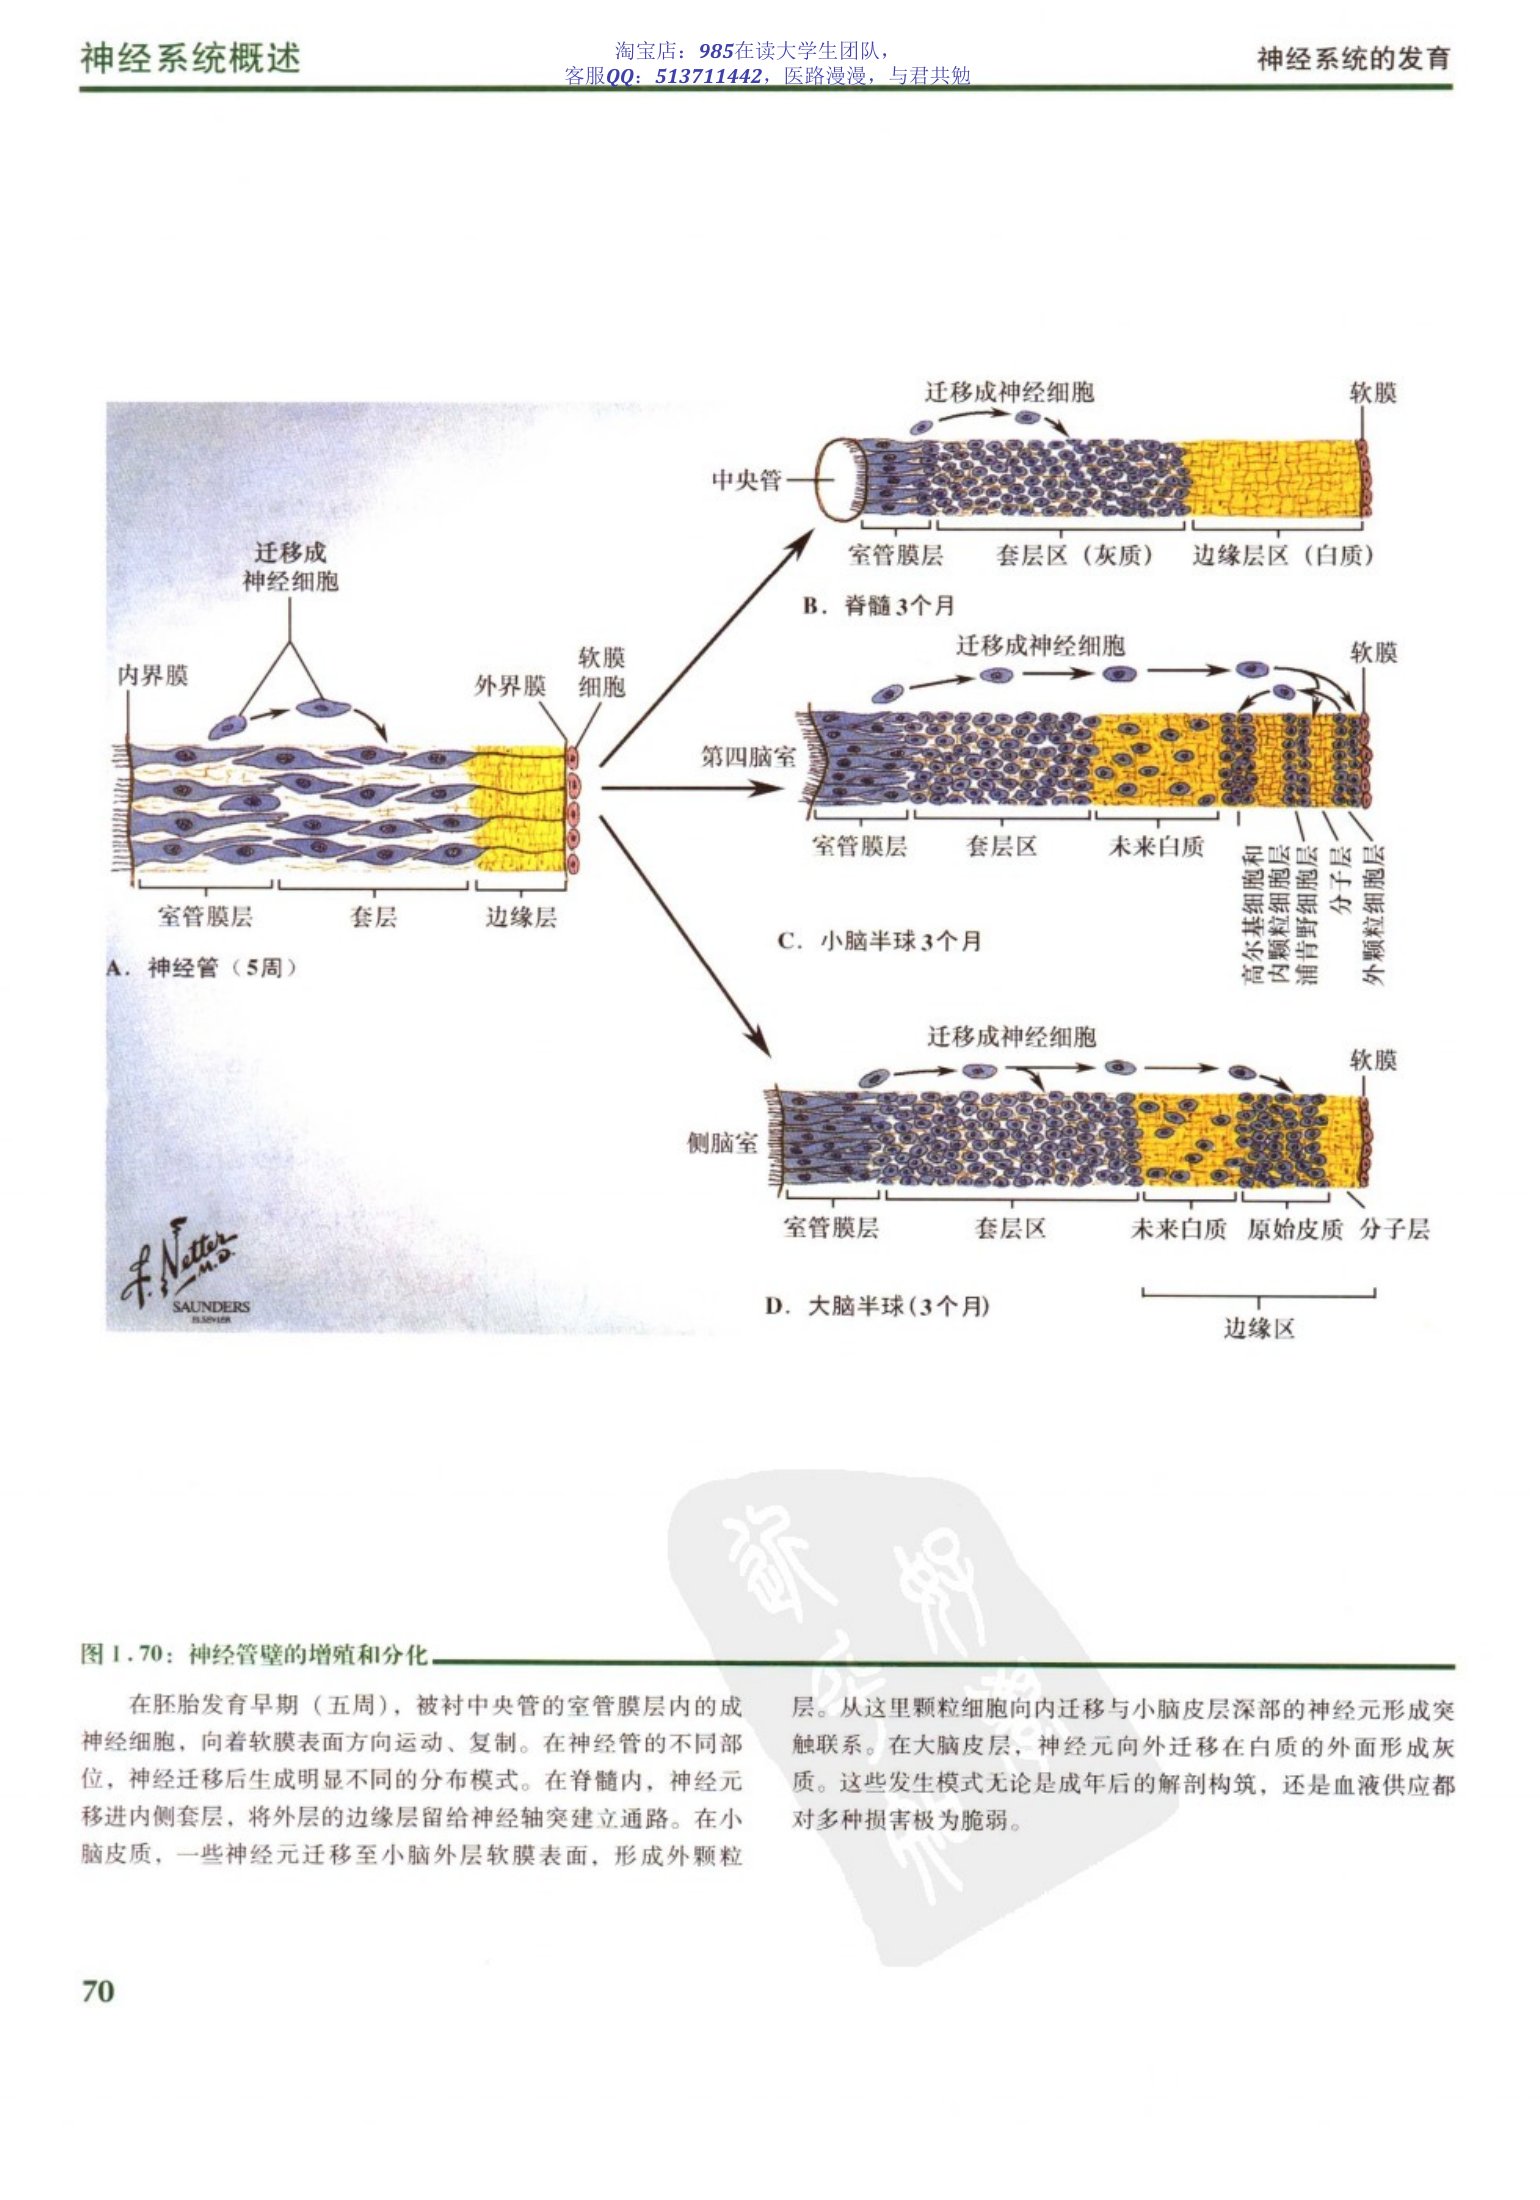 神经系统概述
淘宝店：985在读大学生团队，
客服QQ：513711442，医路漫漫，与君共勉
神经系统的发育
迁移成神经细胞
软膜
中央管
室管膜层
套层区（灰质）
边缘层区（白质）
B. 脊髓3个月
迁移成
神经细胞
内界膜
外界膜
软膜
细胞
室管膜层
套层
边缘层
A. 神经管（5周）
迁移成神经细胞
软膜
第四脑室
室管膜层
套层区
未来白质
高尔基细胞和
内颗粒细胞层
浦肯野细胞层
分子层
外颗粒细胞层
C. 小脑半球3个月
迁移成神经细胞
软膜
侧脑室
室管膜层
套层区
未来白质
原始皮质
分子层
D. 大脑半球(3个月)
边缘区
F. Netter
M.D.
SAUNDERS
ELSEVIER
图1.70：神经管壁的增殖和分化
在胚胎发育早期（五周），被衬中央管的室管膜层内的成
神经细胞，向着软膜表面方向运动、复制。在神经管的不同部
位，神经迁移后生成明显不同的分布模式。在脊髓内，神经元
移进内侧套层，将外层的边缘层留给神经轴突建立通路。在小
脑皮质，一些神经元迁移至小脑外层软膜表面，形成外颗粒
层。从这里颗粒细胞向内迁移与小脑皮层深部的神经元形成突
触联系。在大脑皮层，神经元向外迁移在白质的外面形成灰
质。这些发生模式无论是成年后的解剖构筑，还是血液供应都
对多种损害极为脆弱。
70